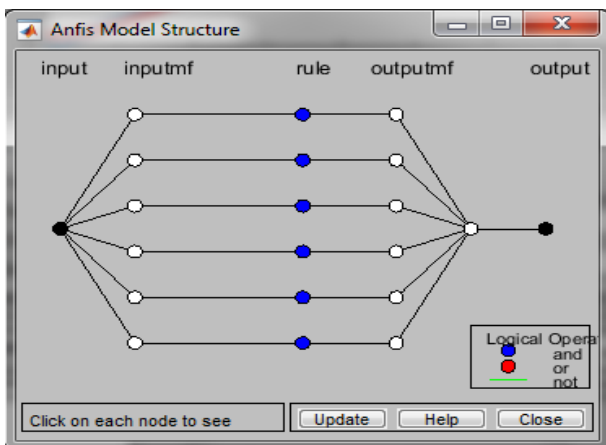 Anfis Model Structure
input inputmf rule outputmf output
Logical Opera
and
or
not
Click on each node to see
Update Help Close